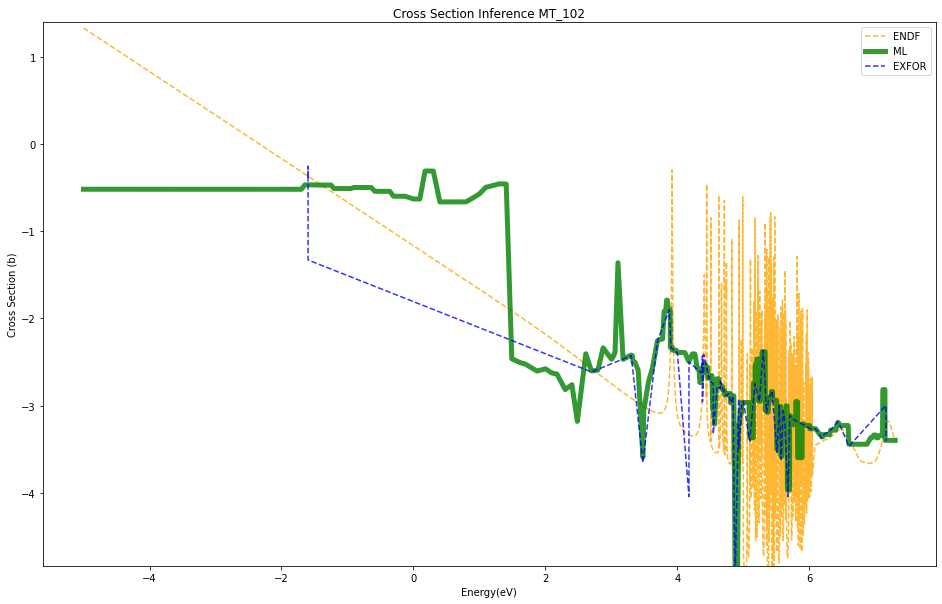 Cross Section Inference MT_102
ENDF
ML
EXFOR
Cross Section (b)
1
0
−1
−2
−3
−4
−4
−2
0
2
4
6
Energy(eV)